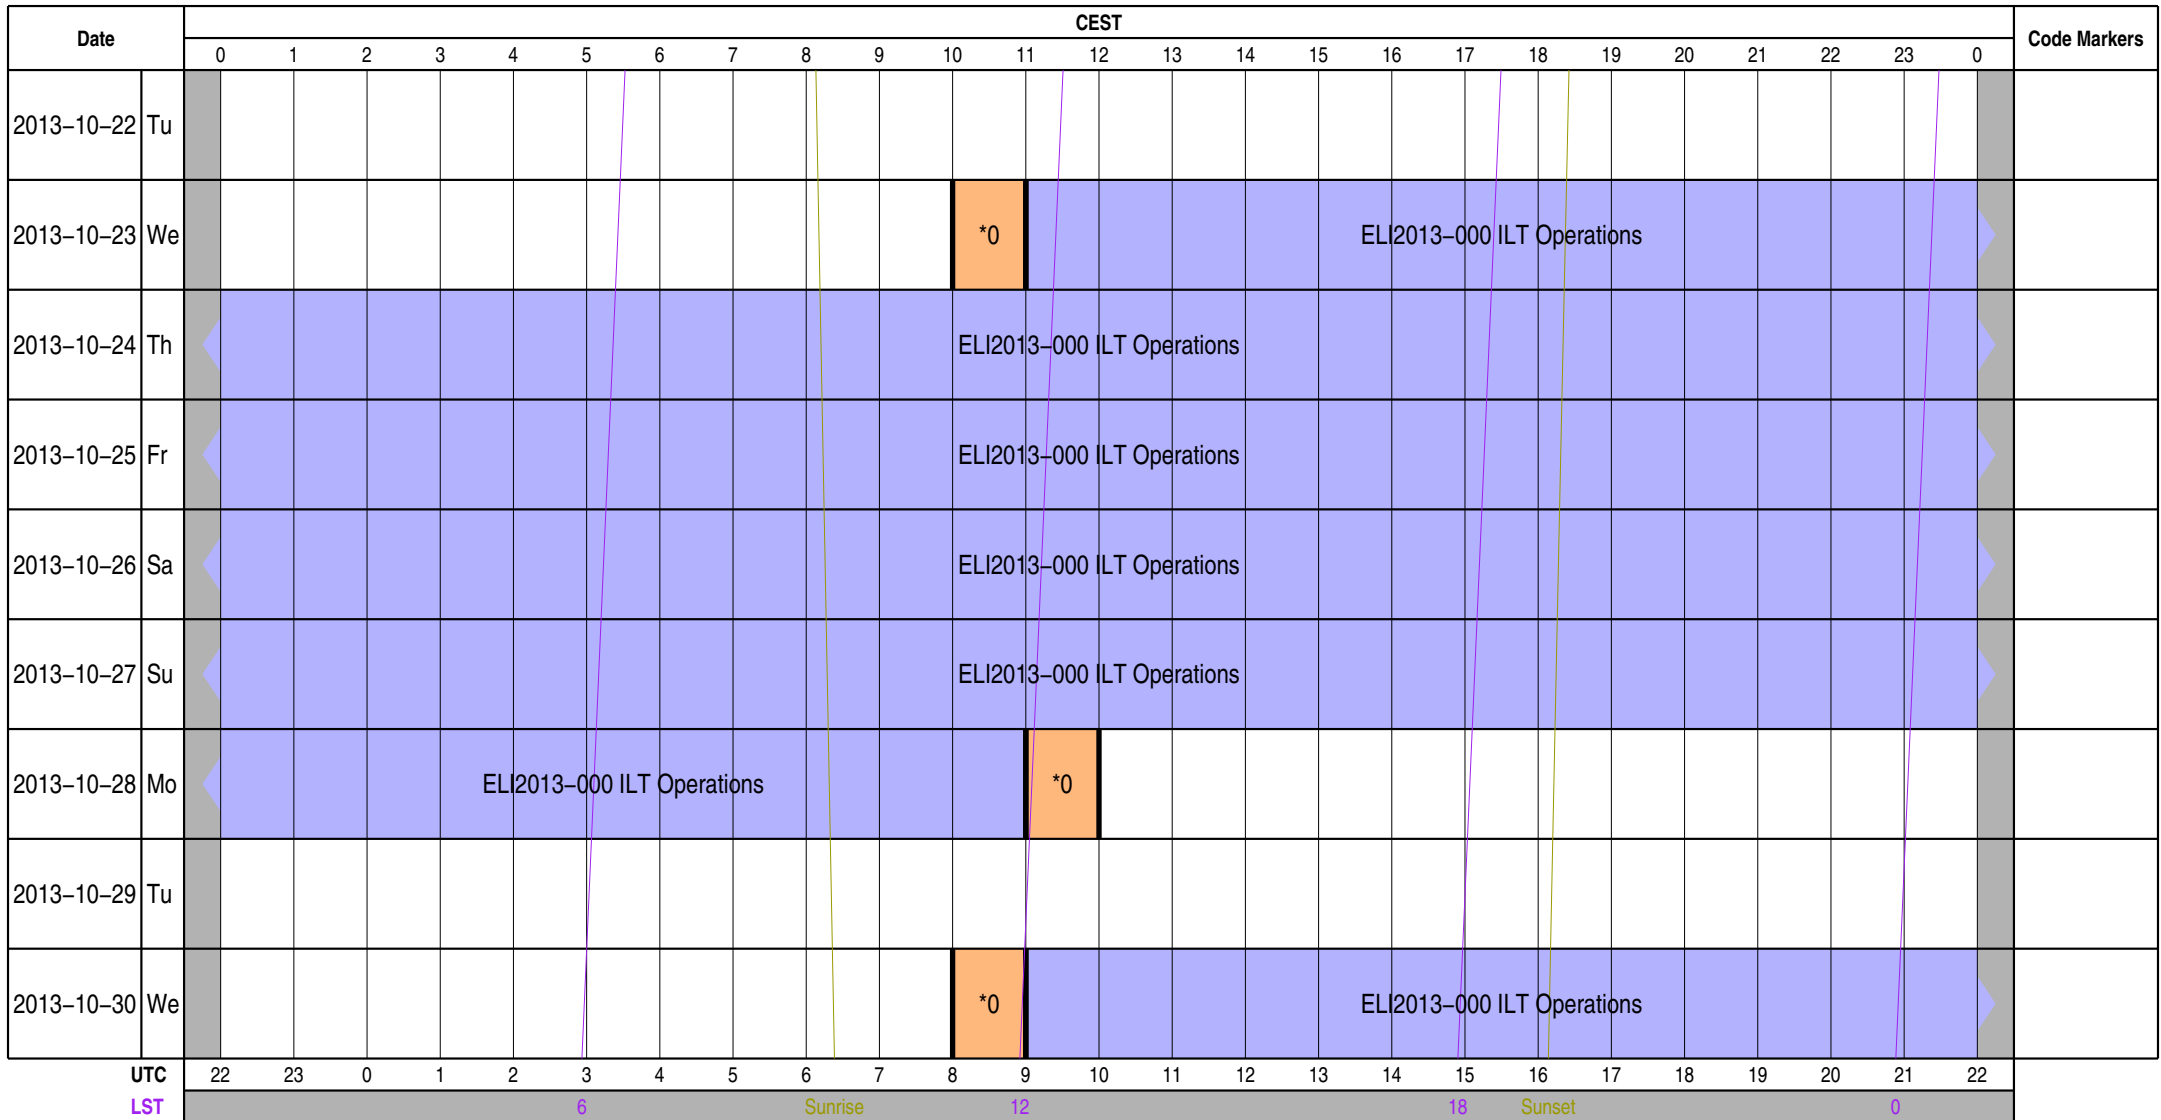 CEST
Date
Code Markers
0 1 2 3 4 5 6 7 8 9 10 11 12 13 14 15 16 17 18 19 20 21 22 23 0
2013-10-22 Tu
2013-10-23 We *0 ELI2013-000 ILT Operations
2013-10-24 Th ELI2013-000 ILT Operations
2013-10-25 Fr ELI2013-000 ILT Operations
2013-10-26 Sa ELI2013-000 ILT Operations
2013-10-27 Su ELI2013-000 ILT Operations
2013-10-28 Mo ELI2013-000 ILT Operations *0
2013-10-29 Tu
2013-10-30 We *0 ELI2013-000 ILT Operations
UTC 22 23 0 1 2 3 4 5 6 7 8 9 10 11 12 13 14 15 16 17 18 19 20 21 22
LST 6 Sunrise 12 18 Sunset 0